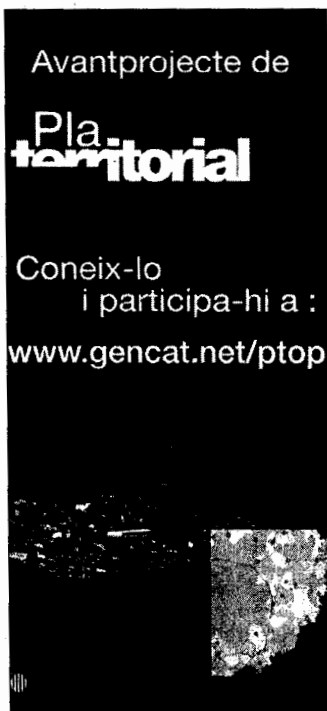 Avantprojecte de
Pla
territorial
Coneix-lo
i participa-hi a :
www.gencat.net/ptop